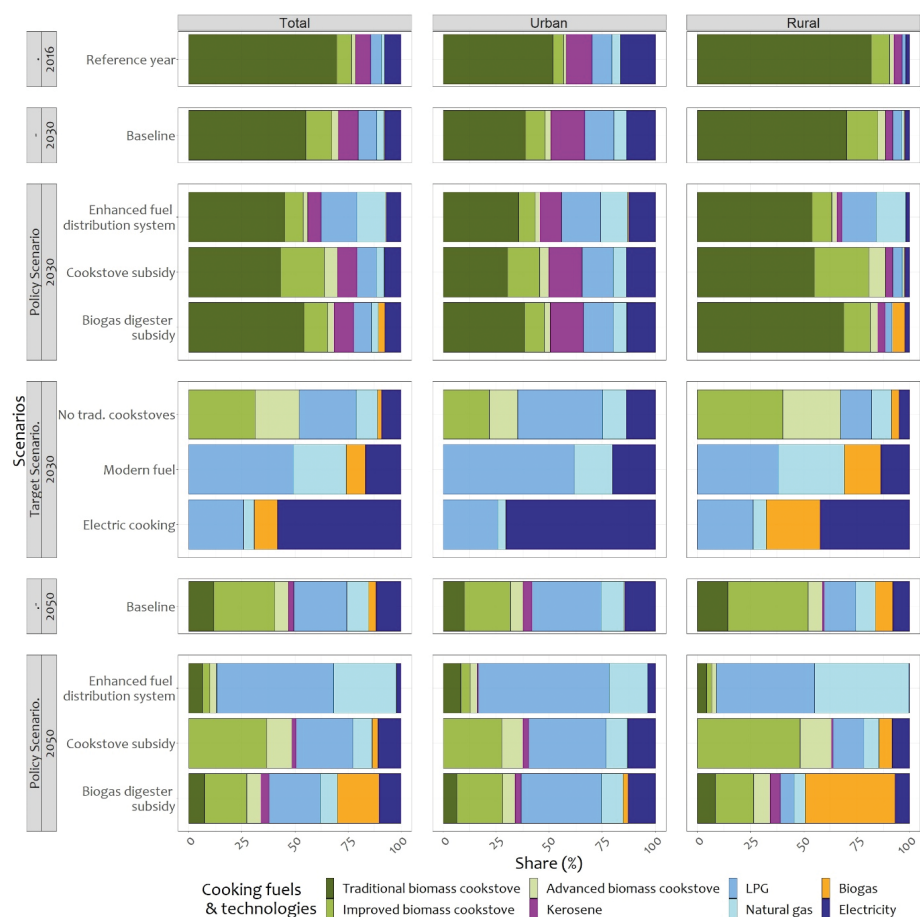 Total Urban Rural
2016
Reference year
2030
Baseline
Policy Scenario
2030
Enhanced fuel
distribution system
Cookstove subsidy
Biogas digester
subsidy
Scenarios
Target Scenario.
2030
No trad. cookstoves
Modern fuel
Electric cooking
2050
Baseline
Policy Scenario.
2050
Enhanced fuel
distribution system
Cookstove subsidy
Biogas digester
subsidy
0 25 50 75 100 0 25 50 75 100 0 25 50 75 100
Share (%)
Cooking fuels
& technologies
Traditional biomass cookstove Advanced biomass cookstove LPG Biogas
Improved biomass cookstove Kerosene Natural gas Electricity